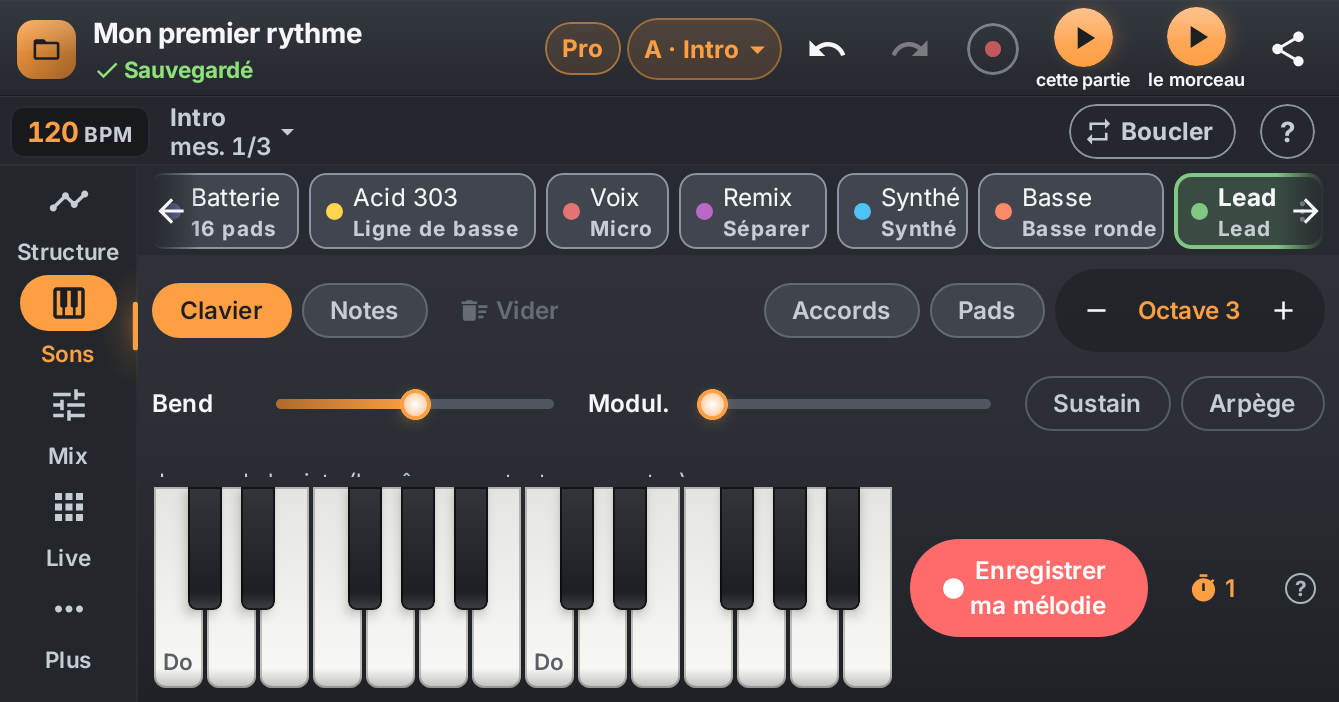 Mon premier rythme
Sauvegardé
Pro
A · Intro
cette partie
le morceau
120 BPM
Intro
mes. 1/3
Boucler
?
Structure
Sons
Mix
Live
Plus
Batterie
16 pads
Acid 303
Ligne de basse
Voix
Micro
Remix
Séparer
Synthé
Synthé
Basse
Basse ronde
Lead
Lead
Clavier
Notes
Vider
Accords
Pads
− Octave 3 +
Bend
Modul.
Sustain
Arpège
Do
Do
Enregistrer
ma mélodie
1
?